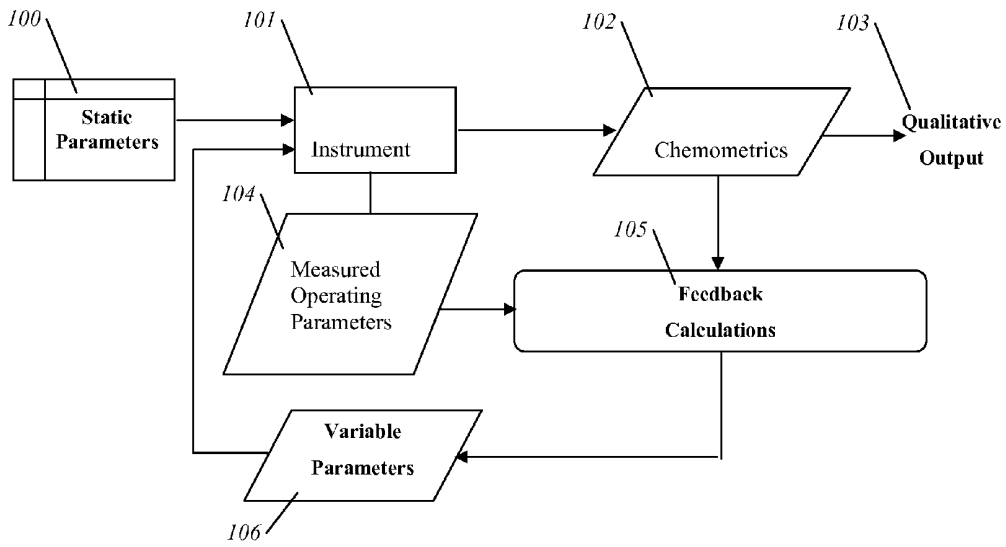 100
101
102
103
Static
Parameters
Instrument
Chemometrics
Qualitative
Output
104
Measured
Operating
Parameters
105
Feedback
Calculations
Variable
Parameters
106